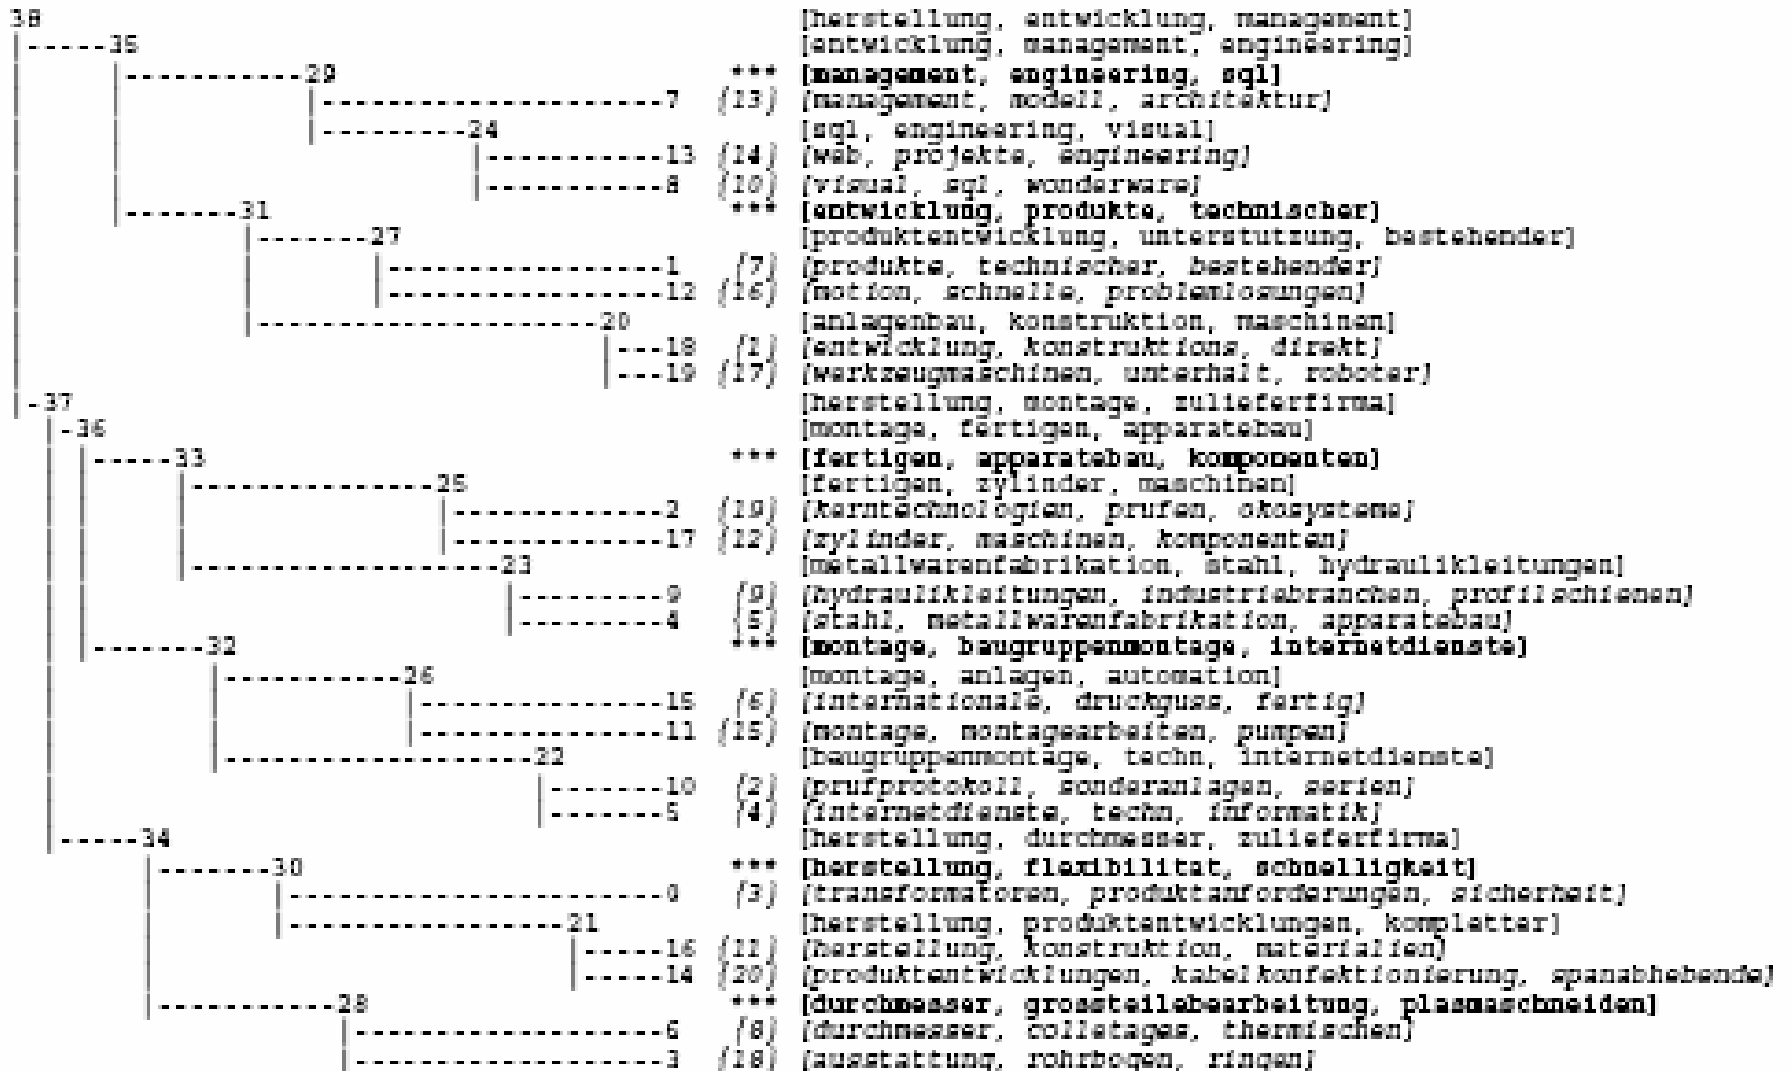 38 [herstellung, entwicklung, management]
|-----35 [entwicklung, management, engineering]
|-----------29 *** [management, engineering, sql]
|---------------------7 {13} {management, modell, architektur}
|---------24 [sql, engineering, visual]
|-----------13 {14} {web, projekte, engineering}
|-----------8 {10} {visual, sql, wonderware}
|-------31 *** [entwicklung, produkte, technischer]
|-------27 [produktentwicklung, unterstutzung, bestehender]
|-----------------1 {7} {produkte, technischer, bestehender}
|-----------------12 {16} {motion, schnelle, problemlosungen}
|---------------------20 [anlagenbau, konstruktion, maschinen]
|---18 {1} {entwicklung, konstruktions, direkt}
|---19 {17} {werkzeugmaschinen, unterhalt, roboter}
|-37 [herstellung, montage, zulieferfirma]
|-36 [montage, fertigen, apparatebau]
|-----33 *** [fertigen, apparatebau, komponenten]
|---------------25 [fertigen, zylinder, maschinen]
|-------------2 {19} {kerntechnologien, prufen, okosysteme}
|-------------17 {12} {zylinder, maschinen, komponenten}
|-------------------23 [metallwarenfabrikation, stahl, hydraulikleitungen]
|---------9 {9} {hydraulikleitungen, industriebranchen, profilschienen}
|---------4 {5} {stahl, metallwarenfabrikation, apparatebau}
|-------32 *** [montage, baugruppenmontage, internetdienste]
|-----------26 [montage, anlagen, automation]
|---------------15 {6} {internationale, druckguss, fertig}
|---------------11 {15} {montage, montagearbeiten, pumpen}
|-------------------22 [baugruppenmontage, techn, internetdienste]
|-------10 {2} {prufprotokoll, sonderanlagen, serien}
|-------5 {4} {internetdienste, techn, informatik}
|-----34 [herstellung, durchmesser, zulieferfirma]
|-------30 *** [herstellung, flexibilitat, schnelligkeit]
|-----------------------0 {3} {transformatoren, produktanforderungen, sicherheit}
|-----------------21 [herstellung, produktentwicklungen, kompletter]
|-----16 {11} {herstellung, konstruktion, materialien}
|-----14 {20} {produktentwicklungen, kabelkonfektionierung, spanabhebende}
|-----------28 *** [durchmesser, grossteilebearbeitung, plasmaschneiden]
|-------------------6 {8} {durchmesser, colletages, thermischen}
|-------------------3 {18} {ausstattung, rohrbogen, ringen}